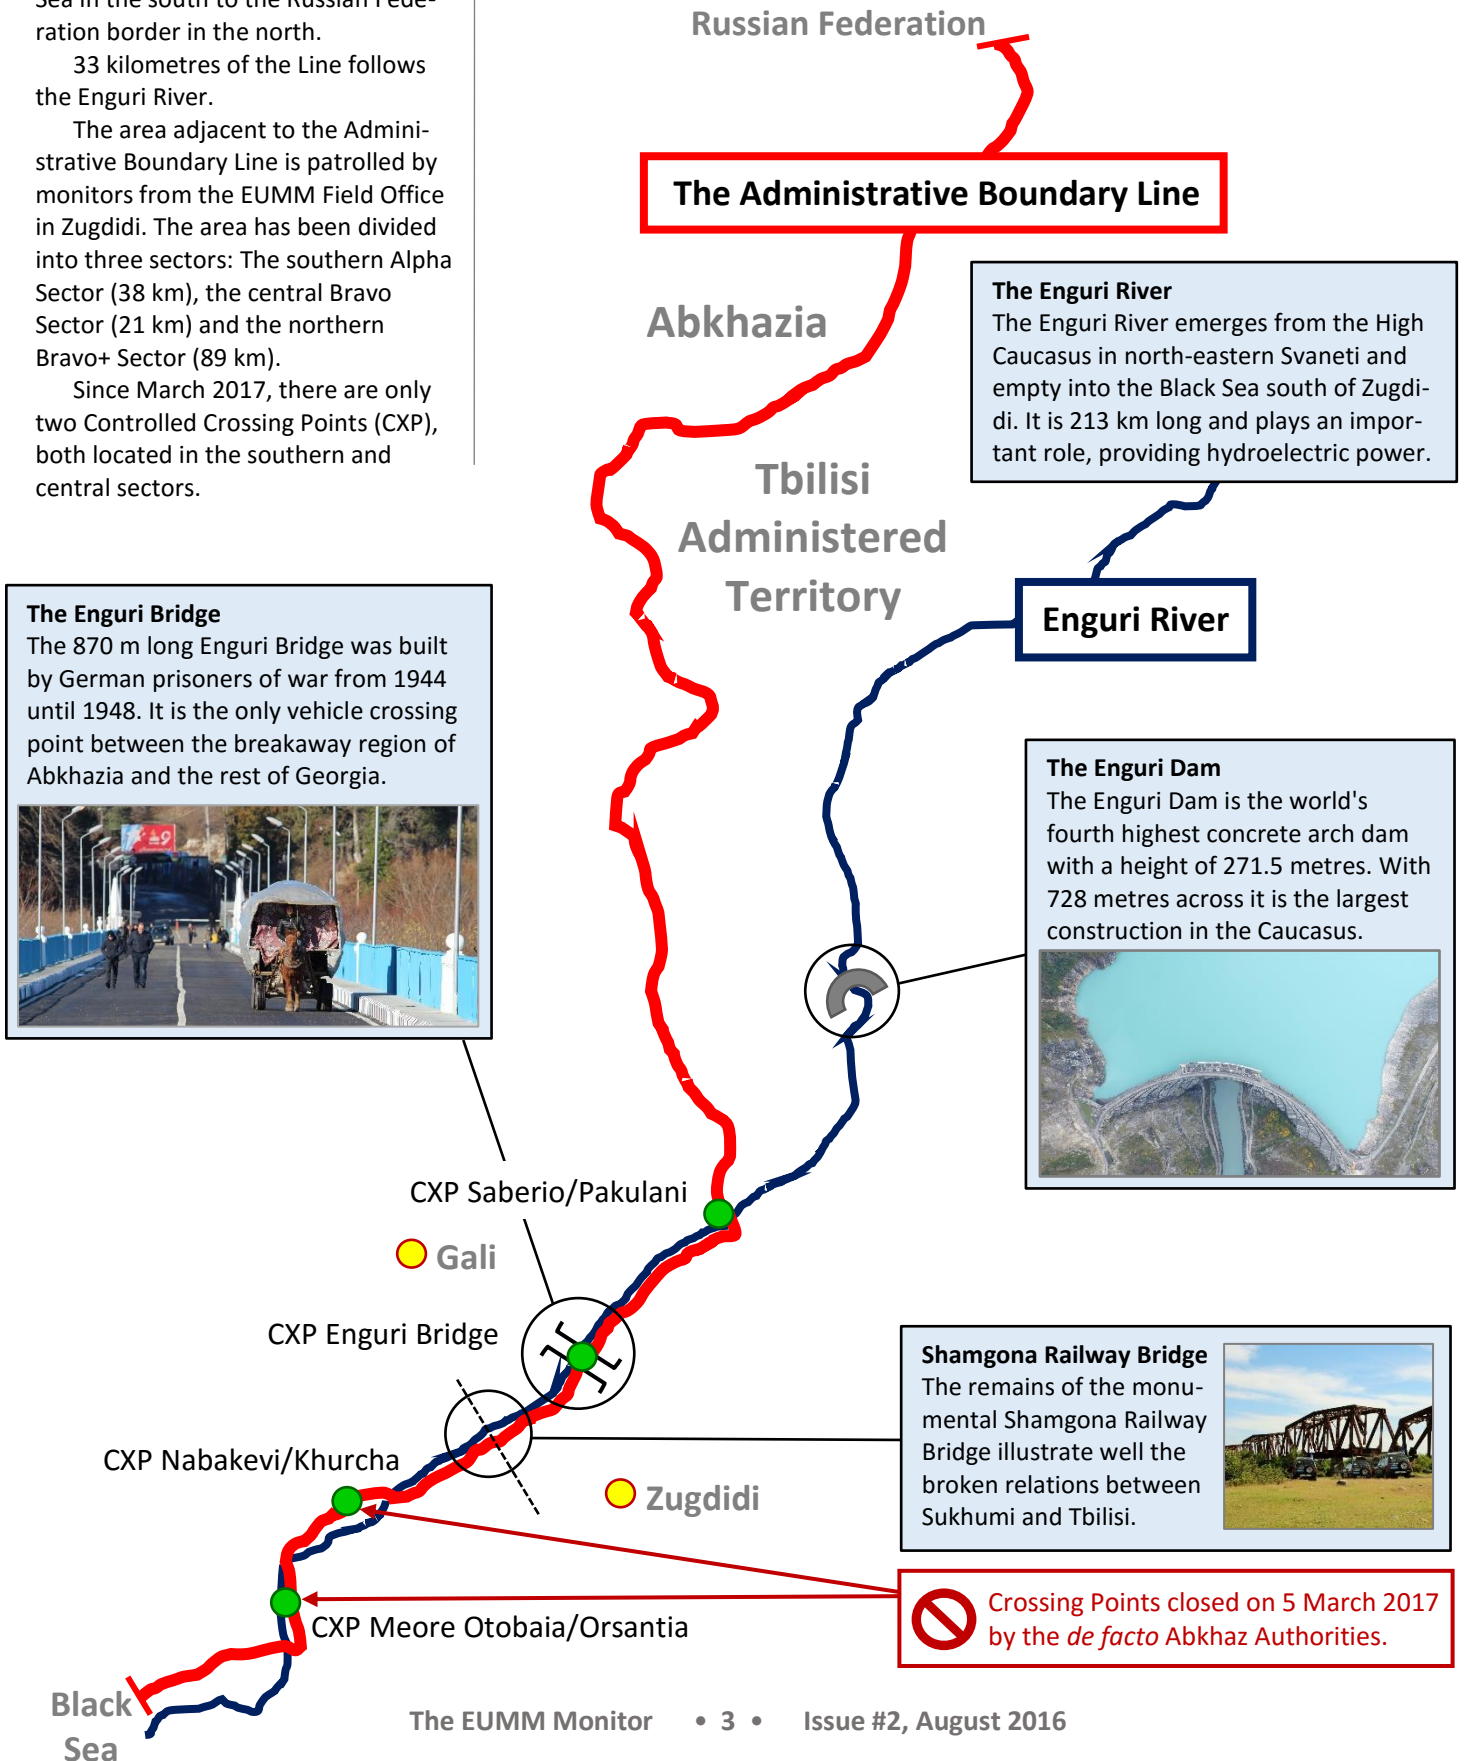 Sea in the south to the Russian Fede-
ration border in the north.
33 kilometres of the Line follows
the Enguri River.
The area adjacent to the Admini-
strative Boundary Line is patrolled by
monitors from the EUMM Field Office
in Zugdidi. The area has been divided
into three sectors: The southern Alpha
Sector (38 km), the central Bravo
Sector (21 km) and the northern
Bravo+ Sector (89 km).
Since March 2017, there are only
two Controlled Crossing Points (CXP),
both located in the southern and
central sectors.
Russian Federation
The Administrative Boundary Line
Abkhazia
The Enguri River
The Enguri River emerges from the High
Caucasus in north-eastern Svaneti and
empty into the Black Sea south of Zugdi-
di. It is 213 km long and plays an impor-
tant role, providing hydroelectric power.
Tbilisi
Administered
Territory
Enguri River
The Enguri Bridge
The 870 m long Enguri Bridge was built
by German prisoners of war from 1944
until 1948. It is the only vehicle crossing
point between the breakaway region of
Abkhazia and the rest of Georgia.
The Enguri Dam
The Enguri Dam is the world's
fourth highest concrete arch dam
with a height of 271.5 metres. With
728 metres across it is the largest
construction in the Caucasus.
CXP Saberio/Pakulani
Gali
CXP Enguri Bridge
Shamgona Railway Bridge
The remains of the monu-
mental Shamgona Railway
Bridge illustrate well the
broken relations between
Sukhumi and Tbilisi.
CXP Nabakevi/Khurcha
Zugdidi
Crossing Points closed on 5 March 2017
by the de facto Abkhaz Authorities.
CXP Meore Otobaia/Orsantia
Black
Sea
The EUMM Monitor • 3 • Issue #2, August 2016